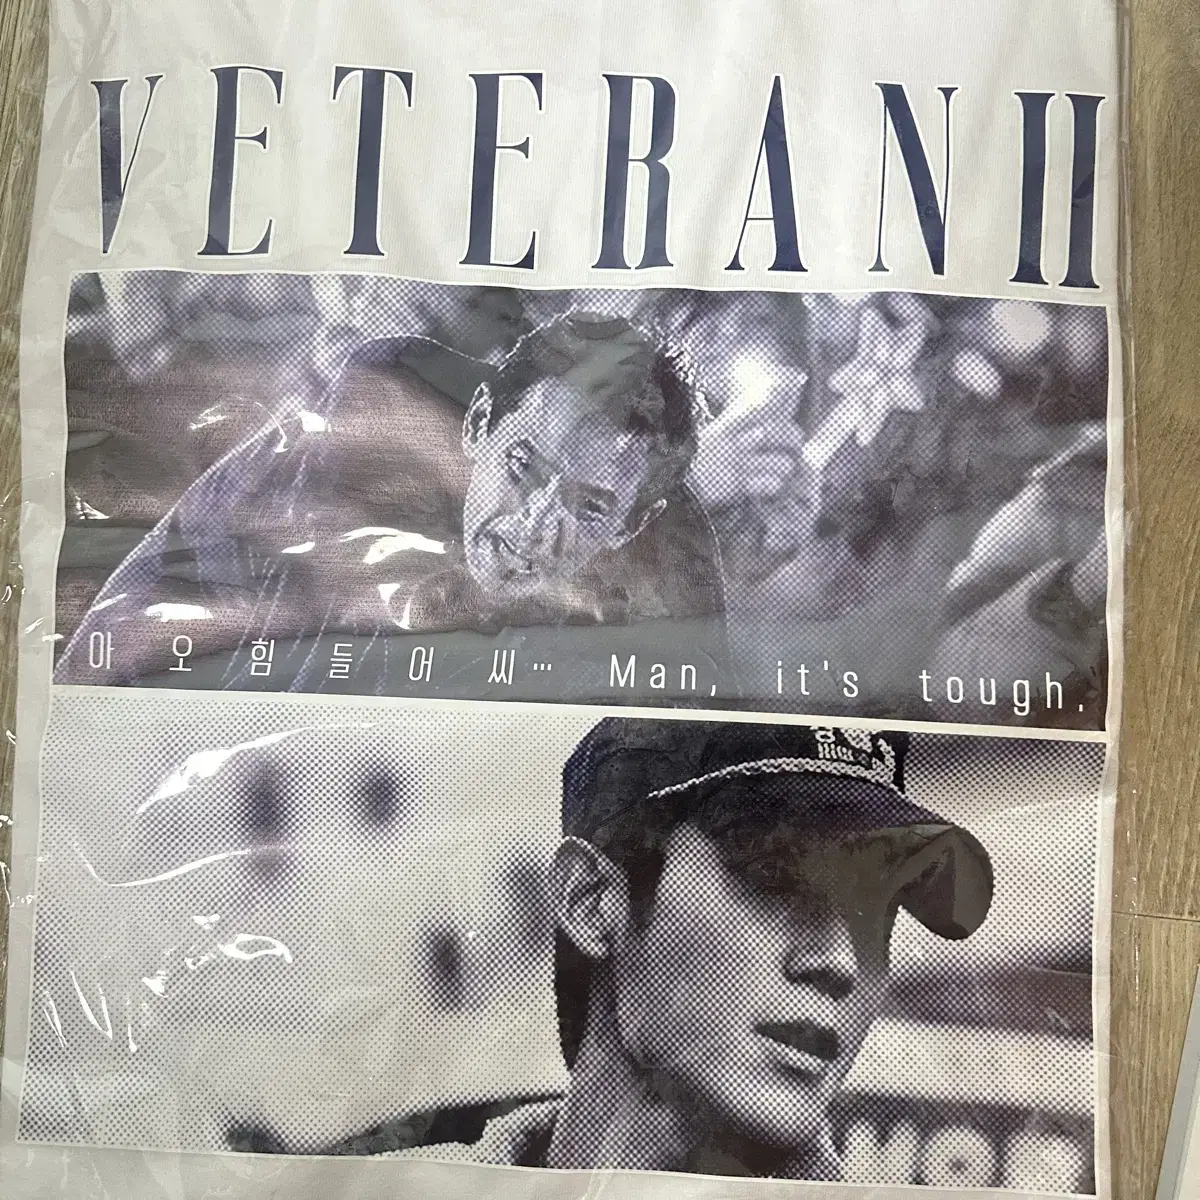 VETERAN II
아 오 힘 들 어 씨… Man, it's tough.